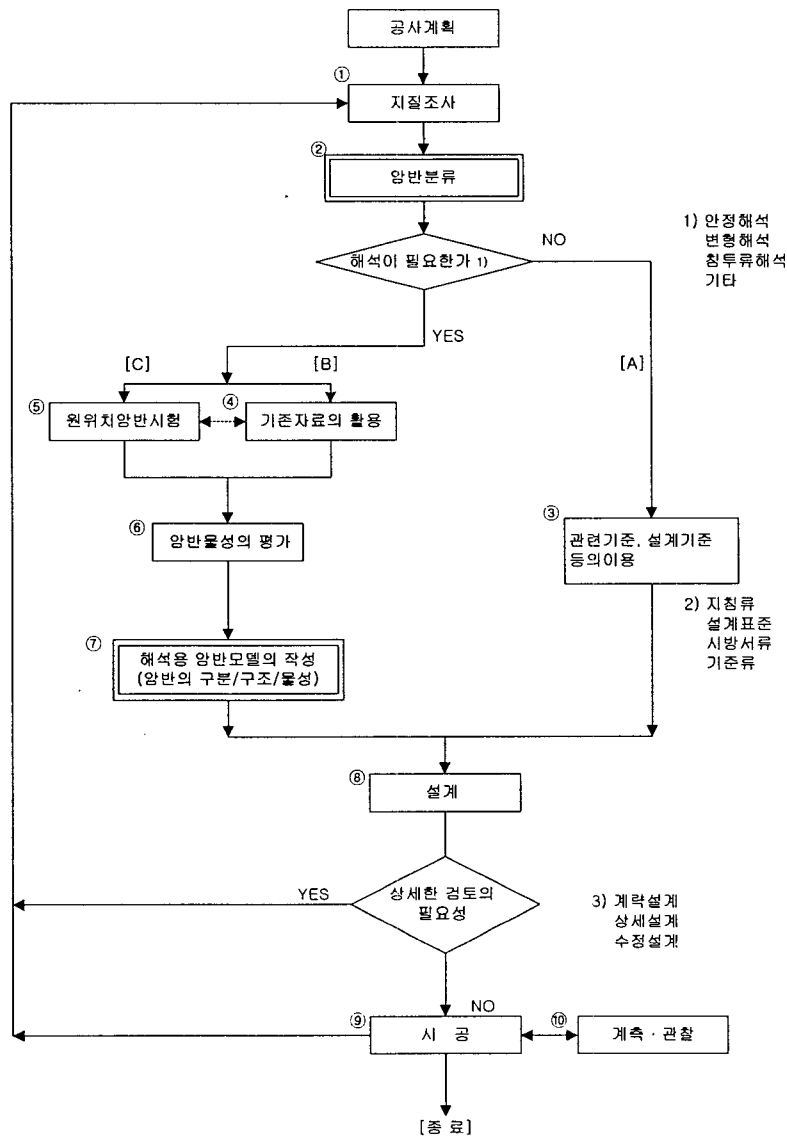 공사계획
①
지질조사
②
암반분류
해석이 필요한가 1)
NO
1) 안정해석
변형해석
침투류해석
기타
YES
[C]
[B]
[A]
⑤
원위치암반시험
④
기존자료의 활용
⑥
암반물성의 평가
③
관련기준, 설계기준
등의이용
2) 지침류
설계표준
시방서류
기준류
⑦
해석용 암반모델의 작성
(암반의 구분/구조/물성)
⑧
설계
YES
상세한 검토의
필요성
3) 계략설계
상세설계
수정설계
NO
⑨
시 공
⑩
계측 · 관찰
[종 료]